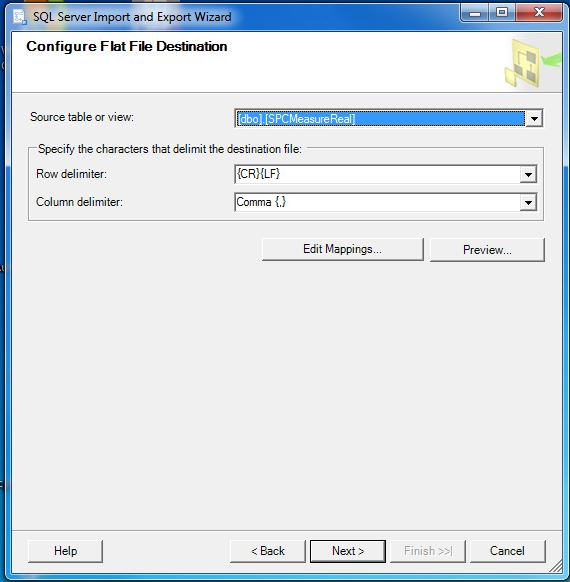 SQL Server Import and Export Wizard
Configure Flat File Destination
Source table or view: [dbo].[SPCMeasureReal]
Specify the characters that delimit the destination file:
Row delimiter: {CR}{LF}
Column delimiter: Comma {,}
Edit Mappings... Preview...
Help < Back Next > Finish >>| Cancel